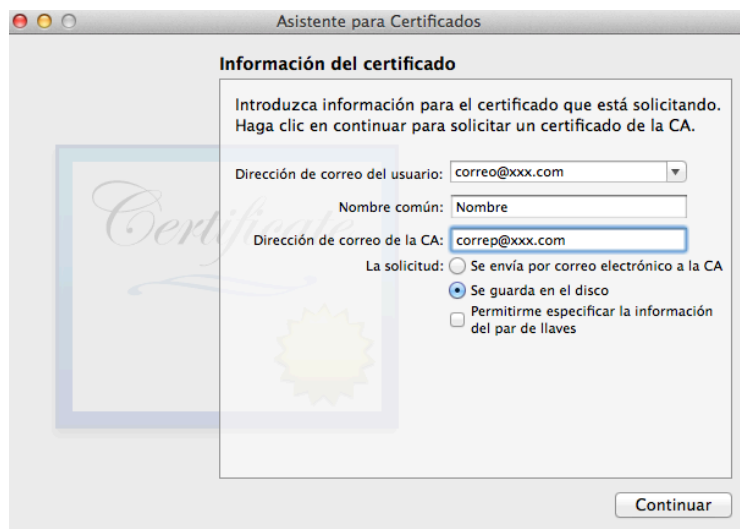 Asistente para Certificados
Información del certificado
Introduzca información para el certificado que está solicitando.
Haga clic en continuar para solicitar un certificado de la CA.
Dirección de correo del usuario: correo@xxx.com
Nombre común: Nombre
Dirección de correo de la CA: correp@xxx.com
La solicitud: Se envía por correo electrónico a la CA
Se guarda en el disco
Permitirme especificar la información
del par de llaves
Certificate
Continuar